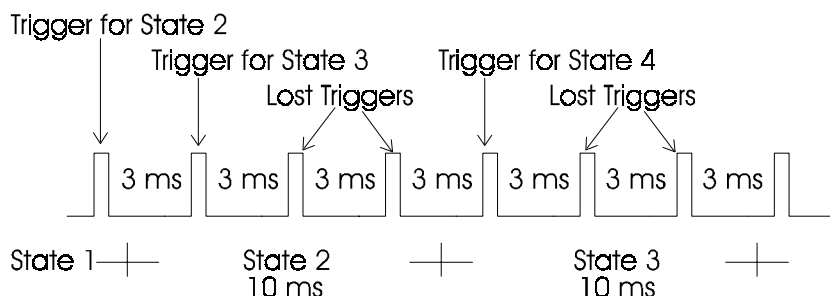 Trigger for State 2
Trigger for State 3
Trigger for State 4
Lost Triggers
Lost Triggers
3 ms 3 ms 3 ms 3 ms 3 ms 3 ms 3 ms
State 1 State 2 State 3
10 ms 10 ms